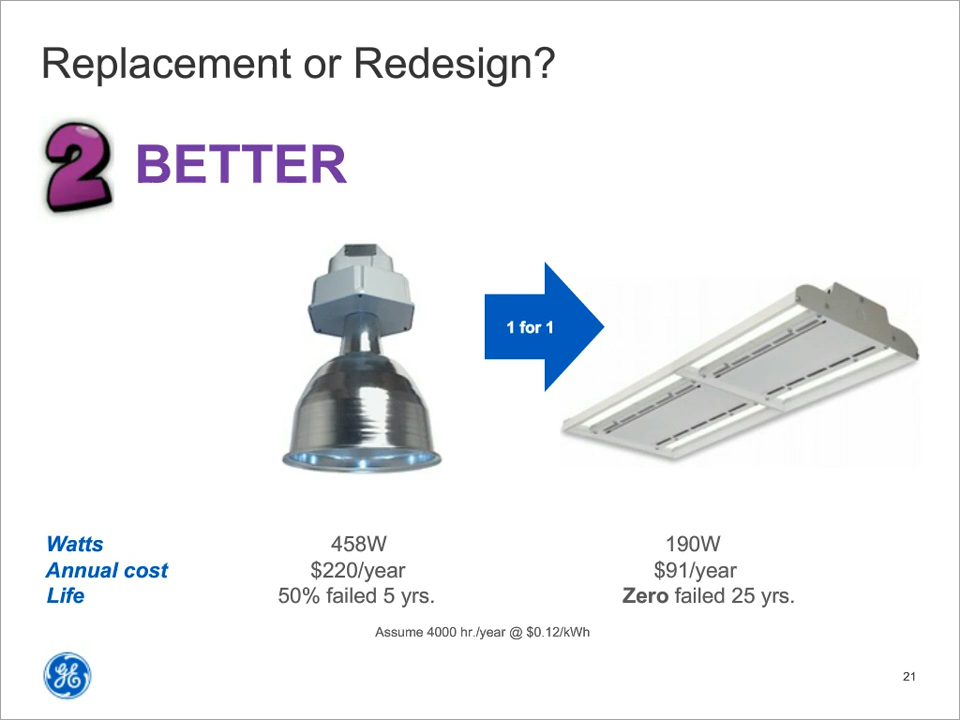 Replacement or Redesign?
2 BETTER
1 for 1
Watts 458W 190W
Annual cost $220/year $91/year
Life 50% failed 5 yrs. Zero failed 25 yrs.
Assume 4000 hr./year @ $0.12/kWh
GE
21